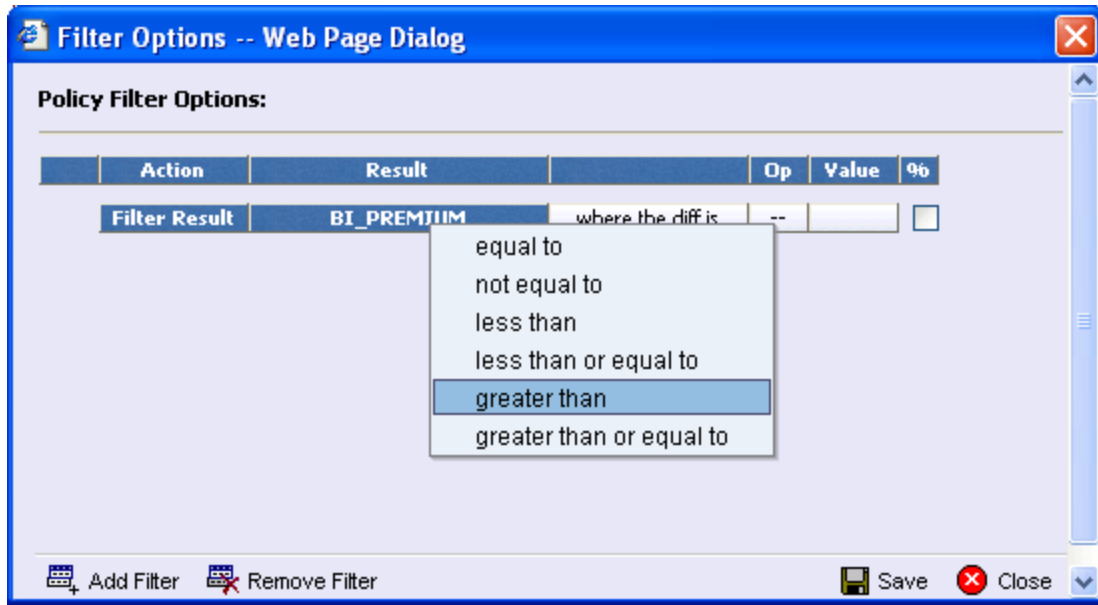 Filter Options -- Web Page Dialog
Policy Filter Options:
Action Result Op Value %
Filter Result BI_PREMIUM where the diff is --
equal to
not equal to
less than
less than or equal to
greater than
greater than or equal to
Add Filter Remove Filter Save Close